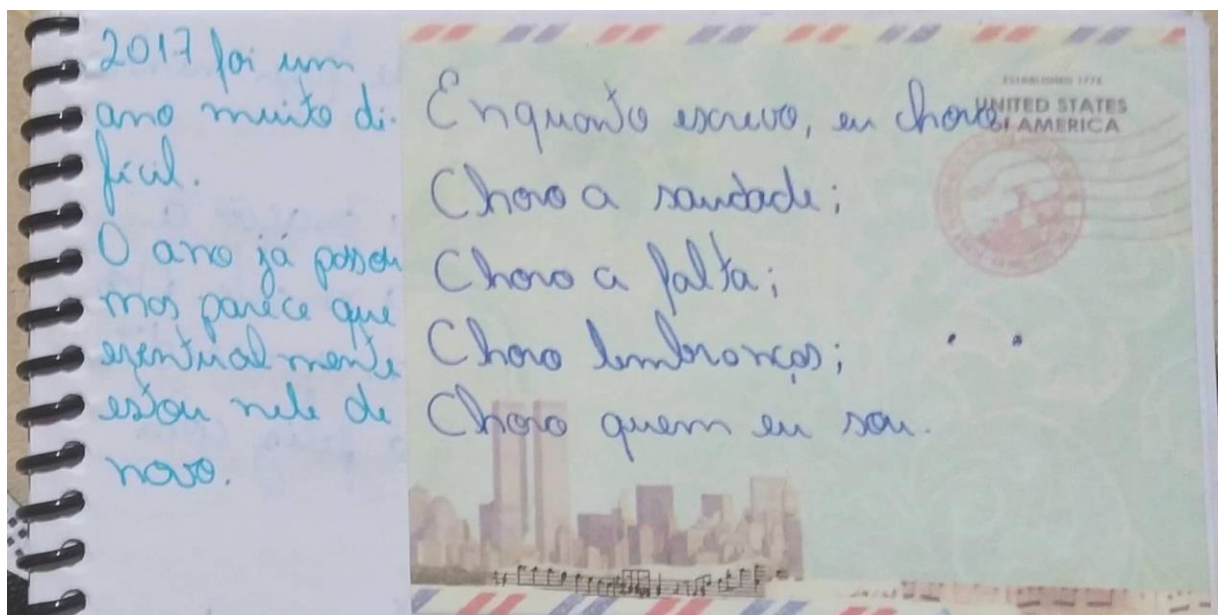 2017 foi um
ano muito di-
fícil.
O ano já passou
mas parece que
eventualmente
estou nele de
novo.
ESTABLISHED 1776
UNITED STATES
OF AMERICA
Enquanto escrevo, eu choro.
Choro a saudade;
Choro a falta;
Choro lembranças;
Choro quem eu sou.